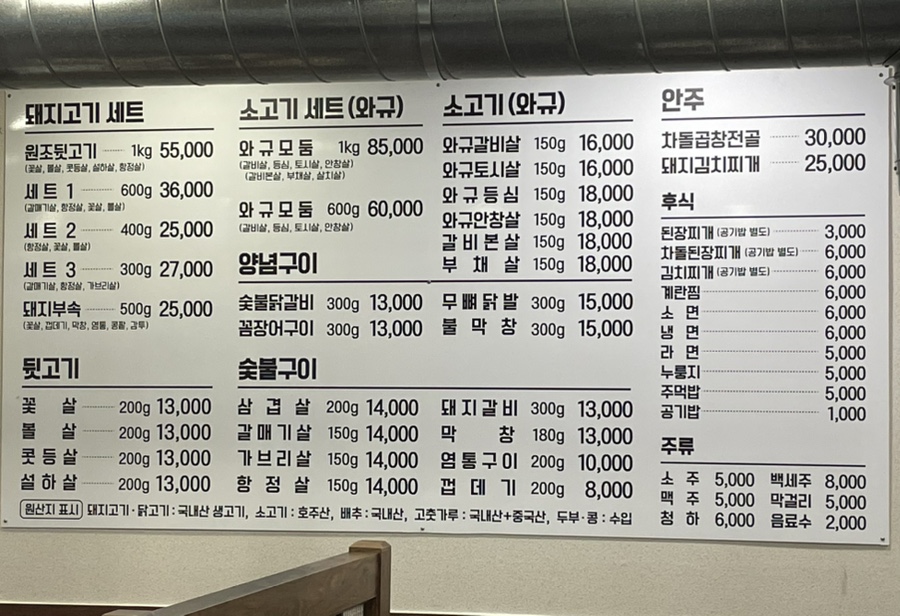 돼지고기 세트
원조뒷고기 1kg 55,000
(꽃살, 볼살, 콧등살, 설하살, 항정살)
세트 1 600g 36,000
(갈매기살, 항정살, 꽃살, 볼살)
세트 2 400g 25,000
(항정살, 꽃살, 볼살)
세트 3 300g 27,000
(갈매기살, 항정살, 가브리살)
돼지부속 500g 25,000
(꽃살, 껍데기, 막창, 염통, 콩팥, 감투)
뒷고기
꽃 살 200g 13,000
볼 살 200g 13,000
콧등살 200g 13,000
설하살 200g 13,000
소고기 세트(와규)
와규모둠 1kg 85,000
(갈비살, 등심, 토시살, 안창살)
(갈비본살, 부채살, 살치살)
와규모둠 600g 60,000
(갈비살, 등심, 토시살, 안창살)
소고기(와규)
와규갈비살 150g 16,000
와규토시살 150g 16,000
와규등심 150g 18,000
와규안창살 150g 18,000
갈비본살 150g 18,000
부채살 150g 18,000
양념구이
숯불닭갈비 300g 13,000 무뼈닭발 300g 15,000
꼼장어구이 300g 13,000 불막창 300g 15,000
숯불구이
삼겹살 200g 14,000 돼지갈비 300g 13,000
갈매기살 150g 14,000 막창 180g 13,000
가브리살 150g 14,000 염통구이 200g 10,000
항정살 150g 14,000 껍데기 200g 8,000
안주
차돌곱창전골 30,000
돼지김치찌개 25,000
후식
된장찌개 (공기밥 별도) 3,000
차돌된장찌개 (공기밥 별도) 6,000
김치찌개 (공기밥 별도) 6,000
계란찜 6,000
소면 6,000
냉면 6,000
라면 5,000
누룽지 5,000
주먹밥 5,000
공기밥 1,000
주류
소주 5,000 백세주 8,000
맥주 5,000 막걸리 5,000
청하 6,000 음료수 2,000
원산지 표시 돼지고기·닭고기 : 국내산 생고기, 소고기 : 호주산, 배추 : 국내산, 고춧가루 : 국내산+중국산, 두부·콩 : 수입